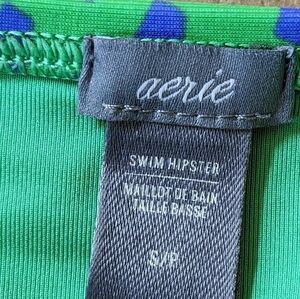 aerie
SWIM HIPSTER
MAILLOT DE BAIN
TAILLE BASSE
S/P